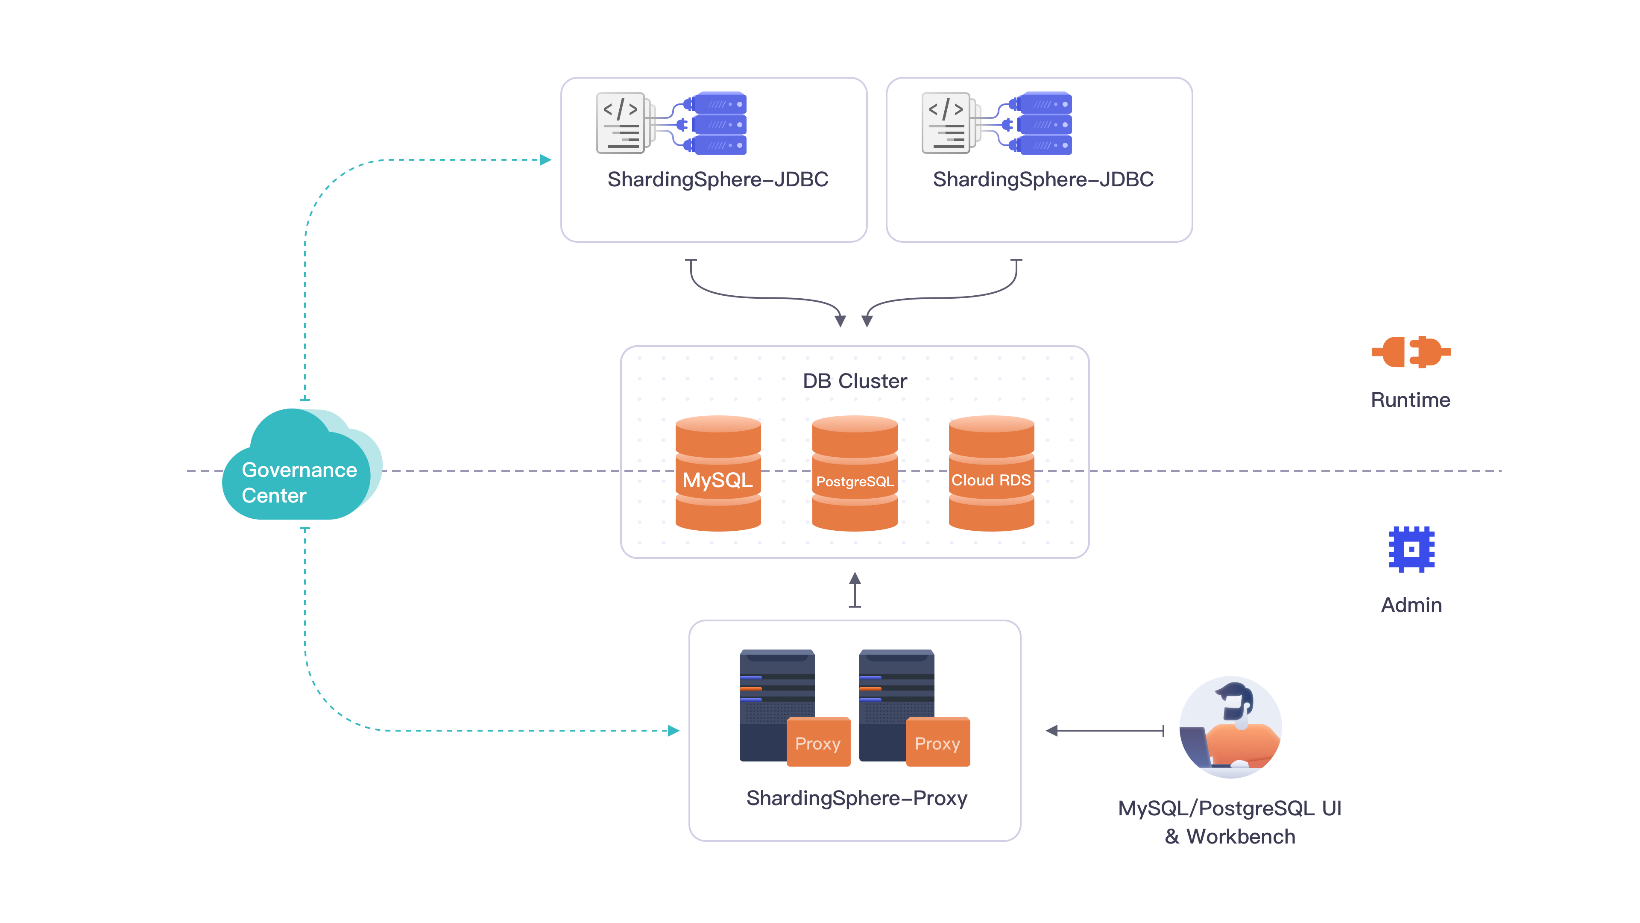 </>
</>
ShardingSphere-JDBC
ShardingSphere-JDBC
DB Cluster
Runtime
Governance
Center
MySQL
PostgreSQL
Cloud RDS
Admin
Proxy
Proxy
ShardingSphere-Proxy
MySQL/PostgreSQL UI
& Workbench